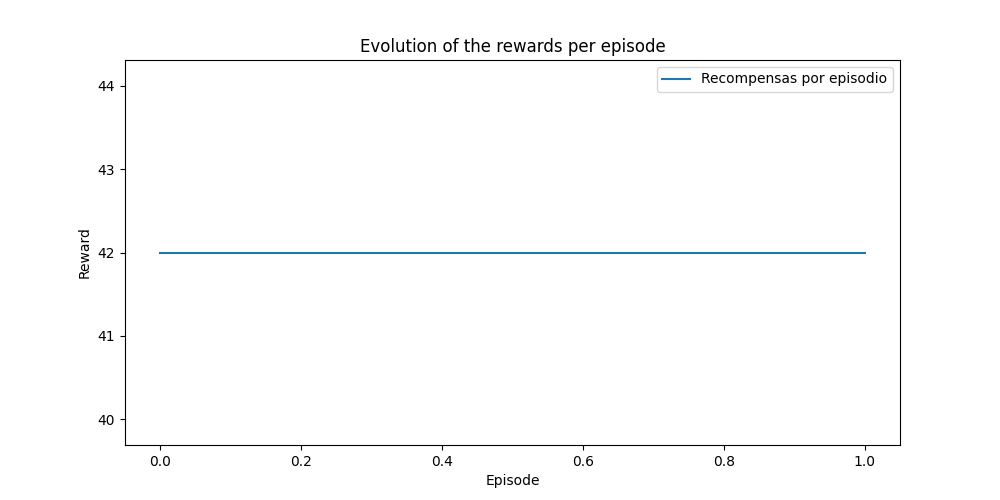 Evolution of the rewards per episode
Recompensas por episodio
44
43
42
41
40
Reward
0.0 0.2 0.4 0.6 0.8 1.0
Episode